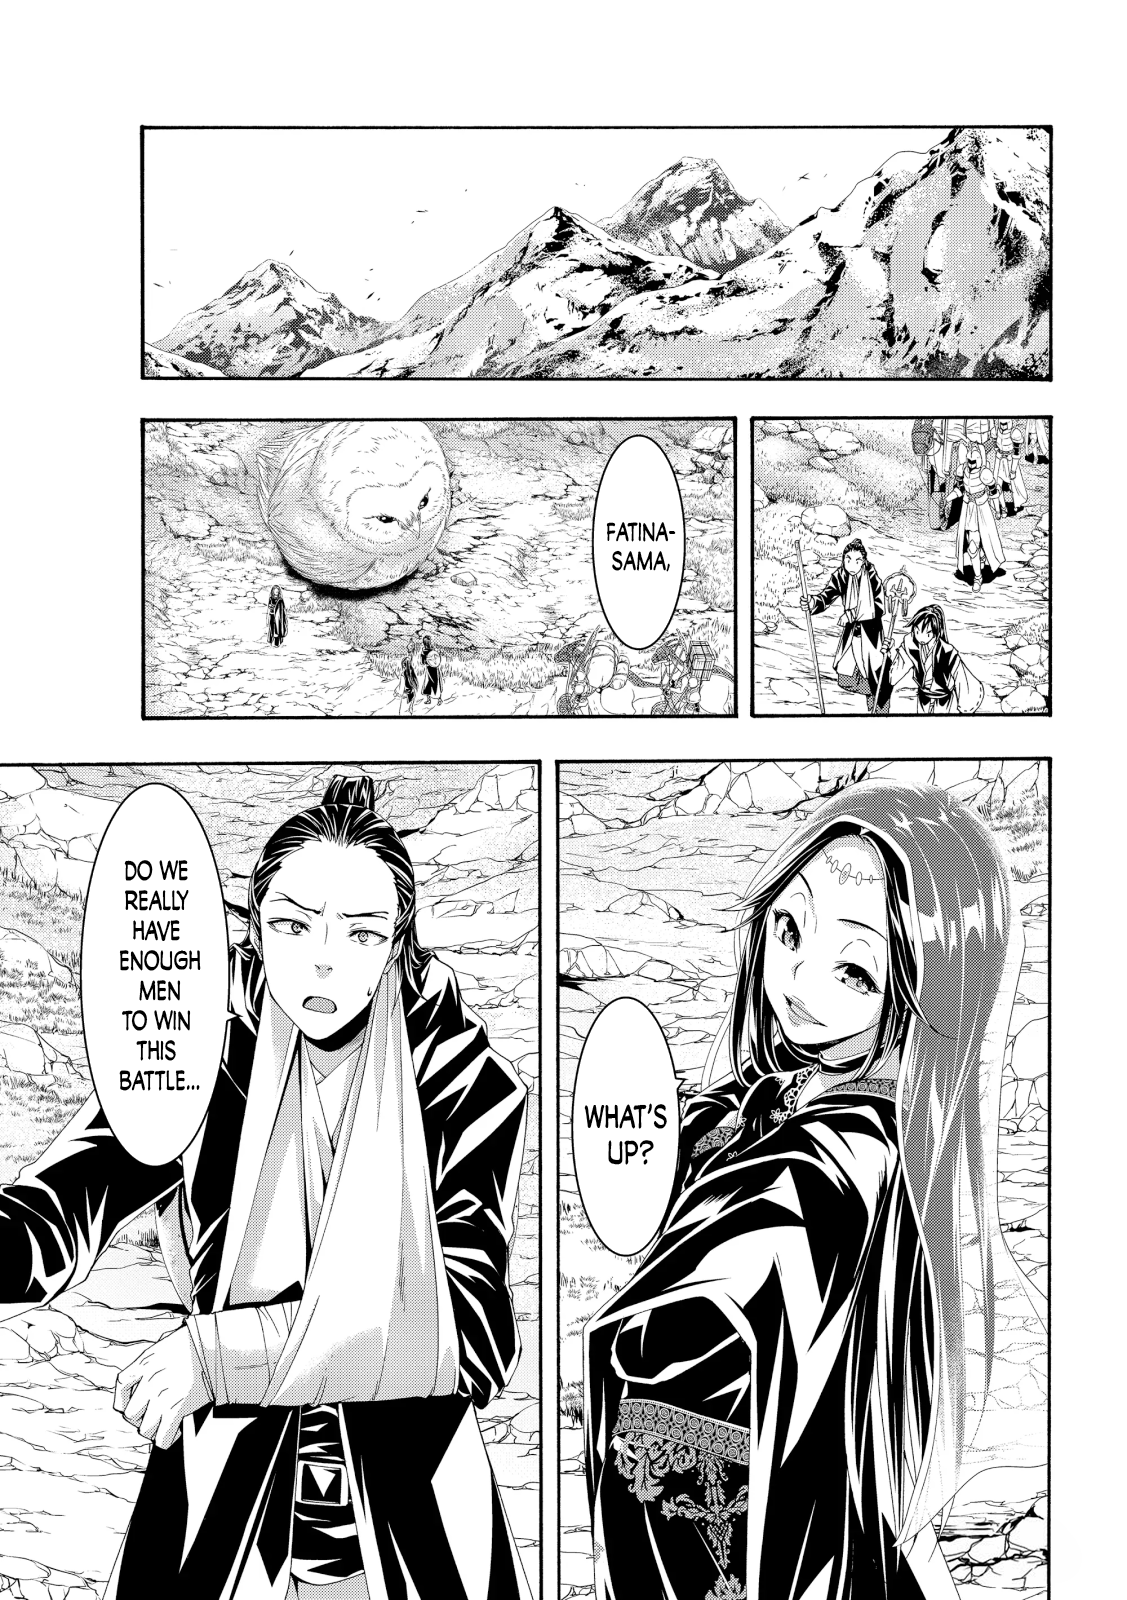 FATINA-
SAMA,
WHAT'S
UP?
DO WE
REALLY
HAVE
ENOUGH
MEN
TO WIN
THIS
BATTLE...